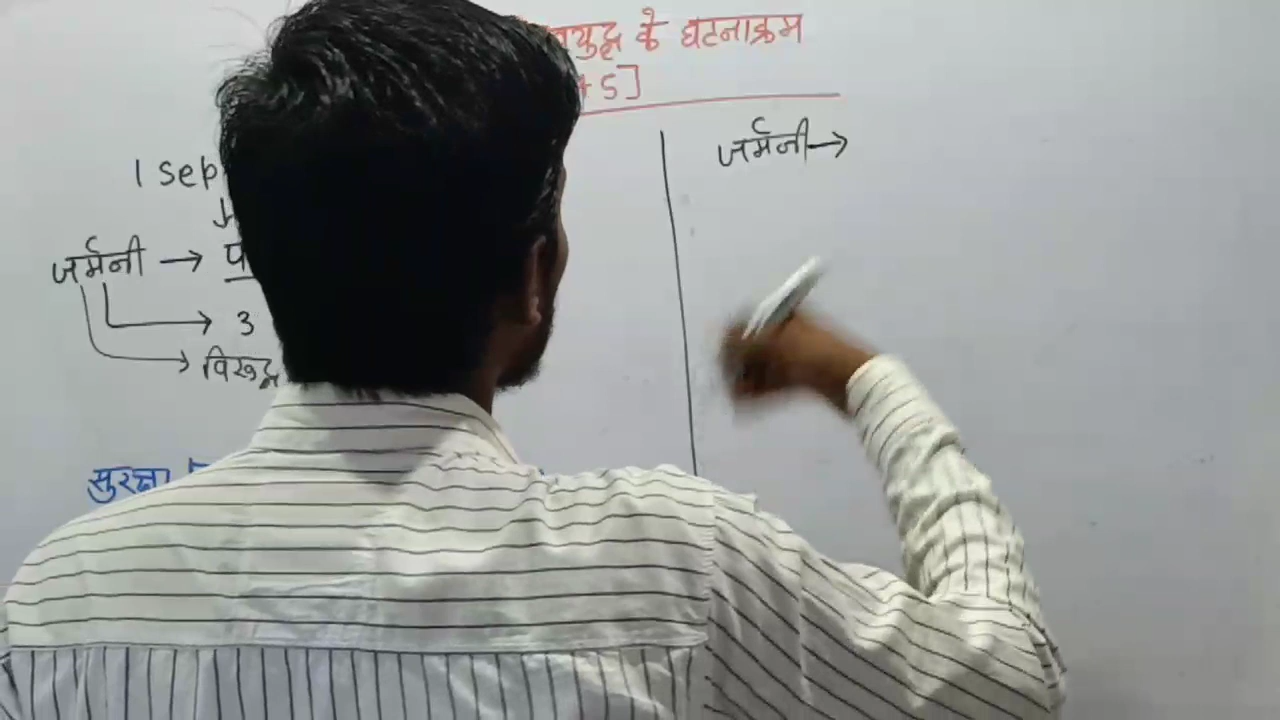 के घटनाक्रम
5]
1 Sep
जर्मनी →
→ 3
→ विरूद्ध
सुरक्षा
जर्मनी →